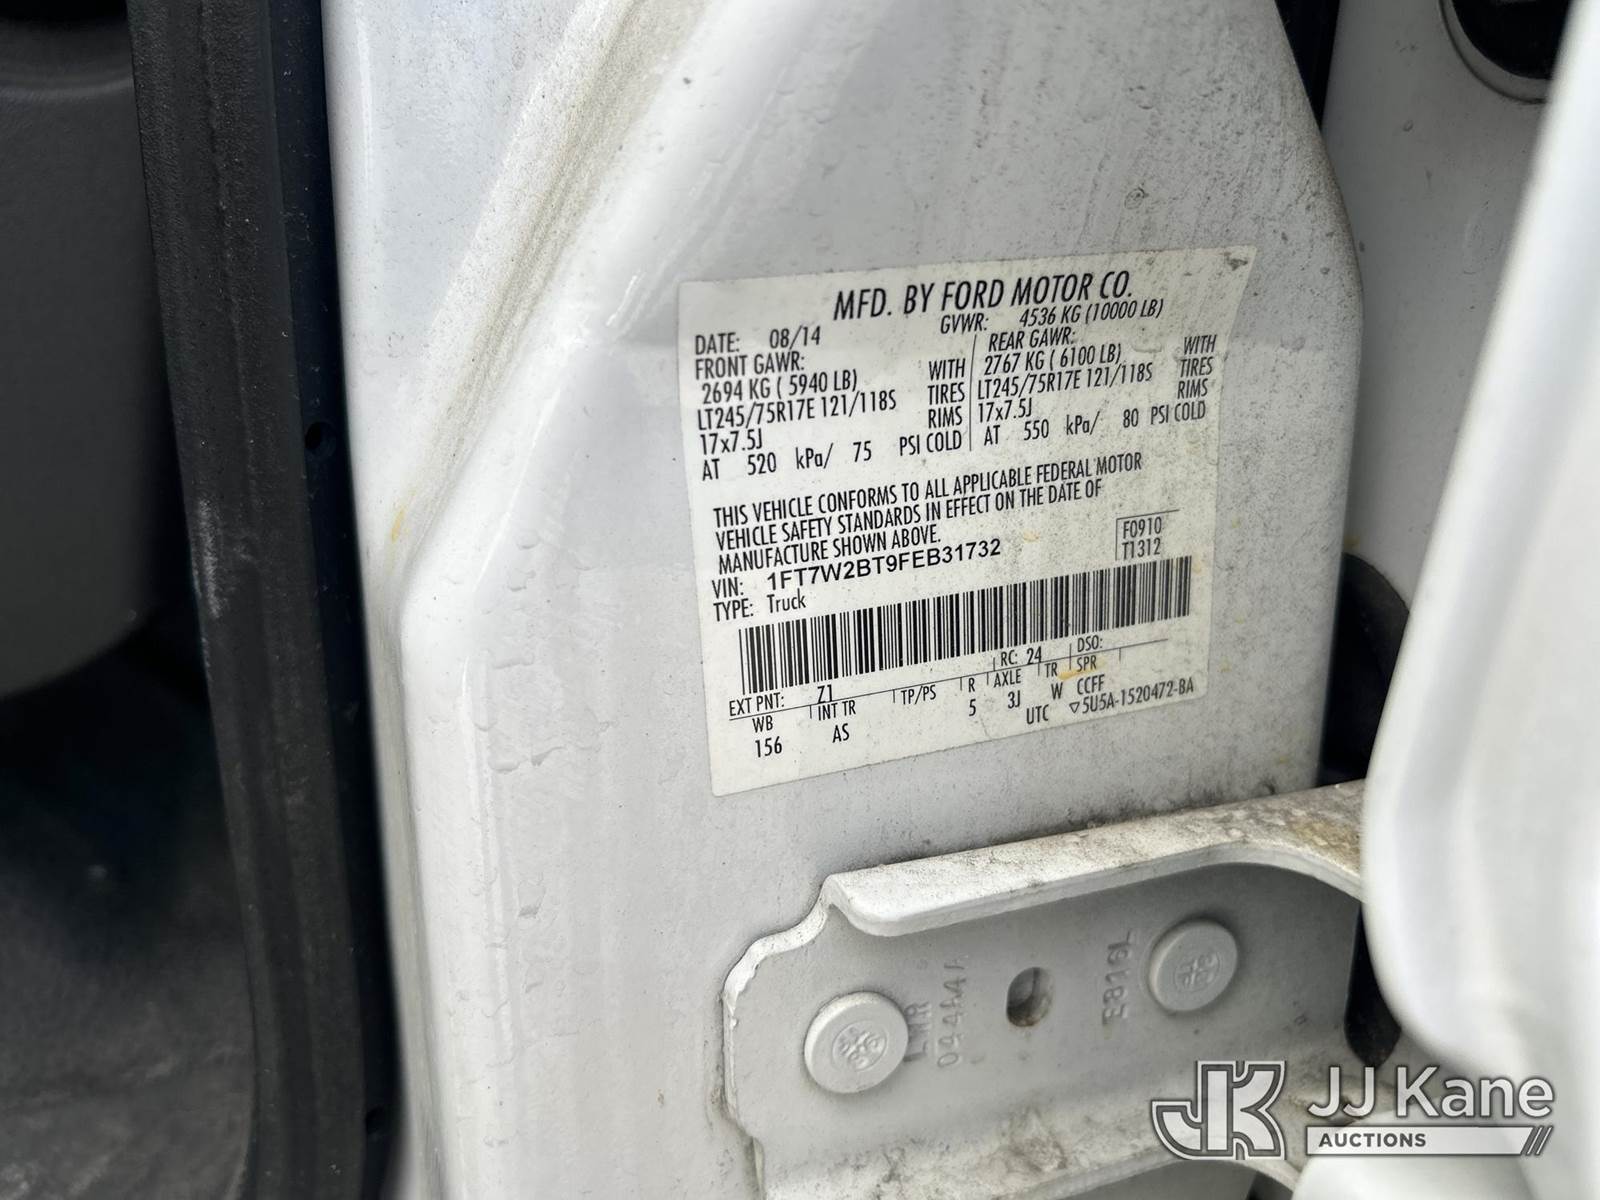 MFD. BY FORD MOTOR CO.
DATE: 08/14 GVWR: 4536 KG (10000 LB)
FRONT GAWR: REAR GAWR:
2694 KG ( 5940 LB) WITH 2767 KG ( 6100 LB) WITH
LT245/75R17E 121/118S TIRES LT245/75R17E 121/118S TIRES
17x7.5J RIMS 17x7.5J RIMS
AT 520 kPa/ 75 PSI COLD AT 550 kPa/ 80 PSI COLD
THIS VEHICLE CONFORMS TO ALL APPLICABLE FEDERAL MOTOR
VEHICLE SAFETY STANDARDS IN EFFECT ON THE DATE OF
MANUFACTURE SHOWN ABOVE.
VIN: 1FT7W2BT9FEB31732
F0910
T1312
TYPE: Truck
RC: 24 DSO:
EXT PNT: Z1
WB INT TR TP/PS R AXLE TR SPR
156 AS 5 3J W CCFF
UTC ▽5U5A-1520472-BA
LWR
JK JJ Kane
AUCTIONS